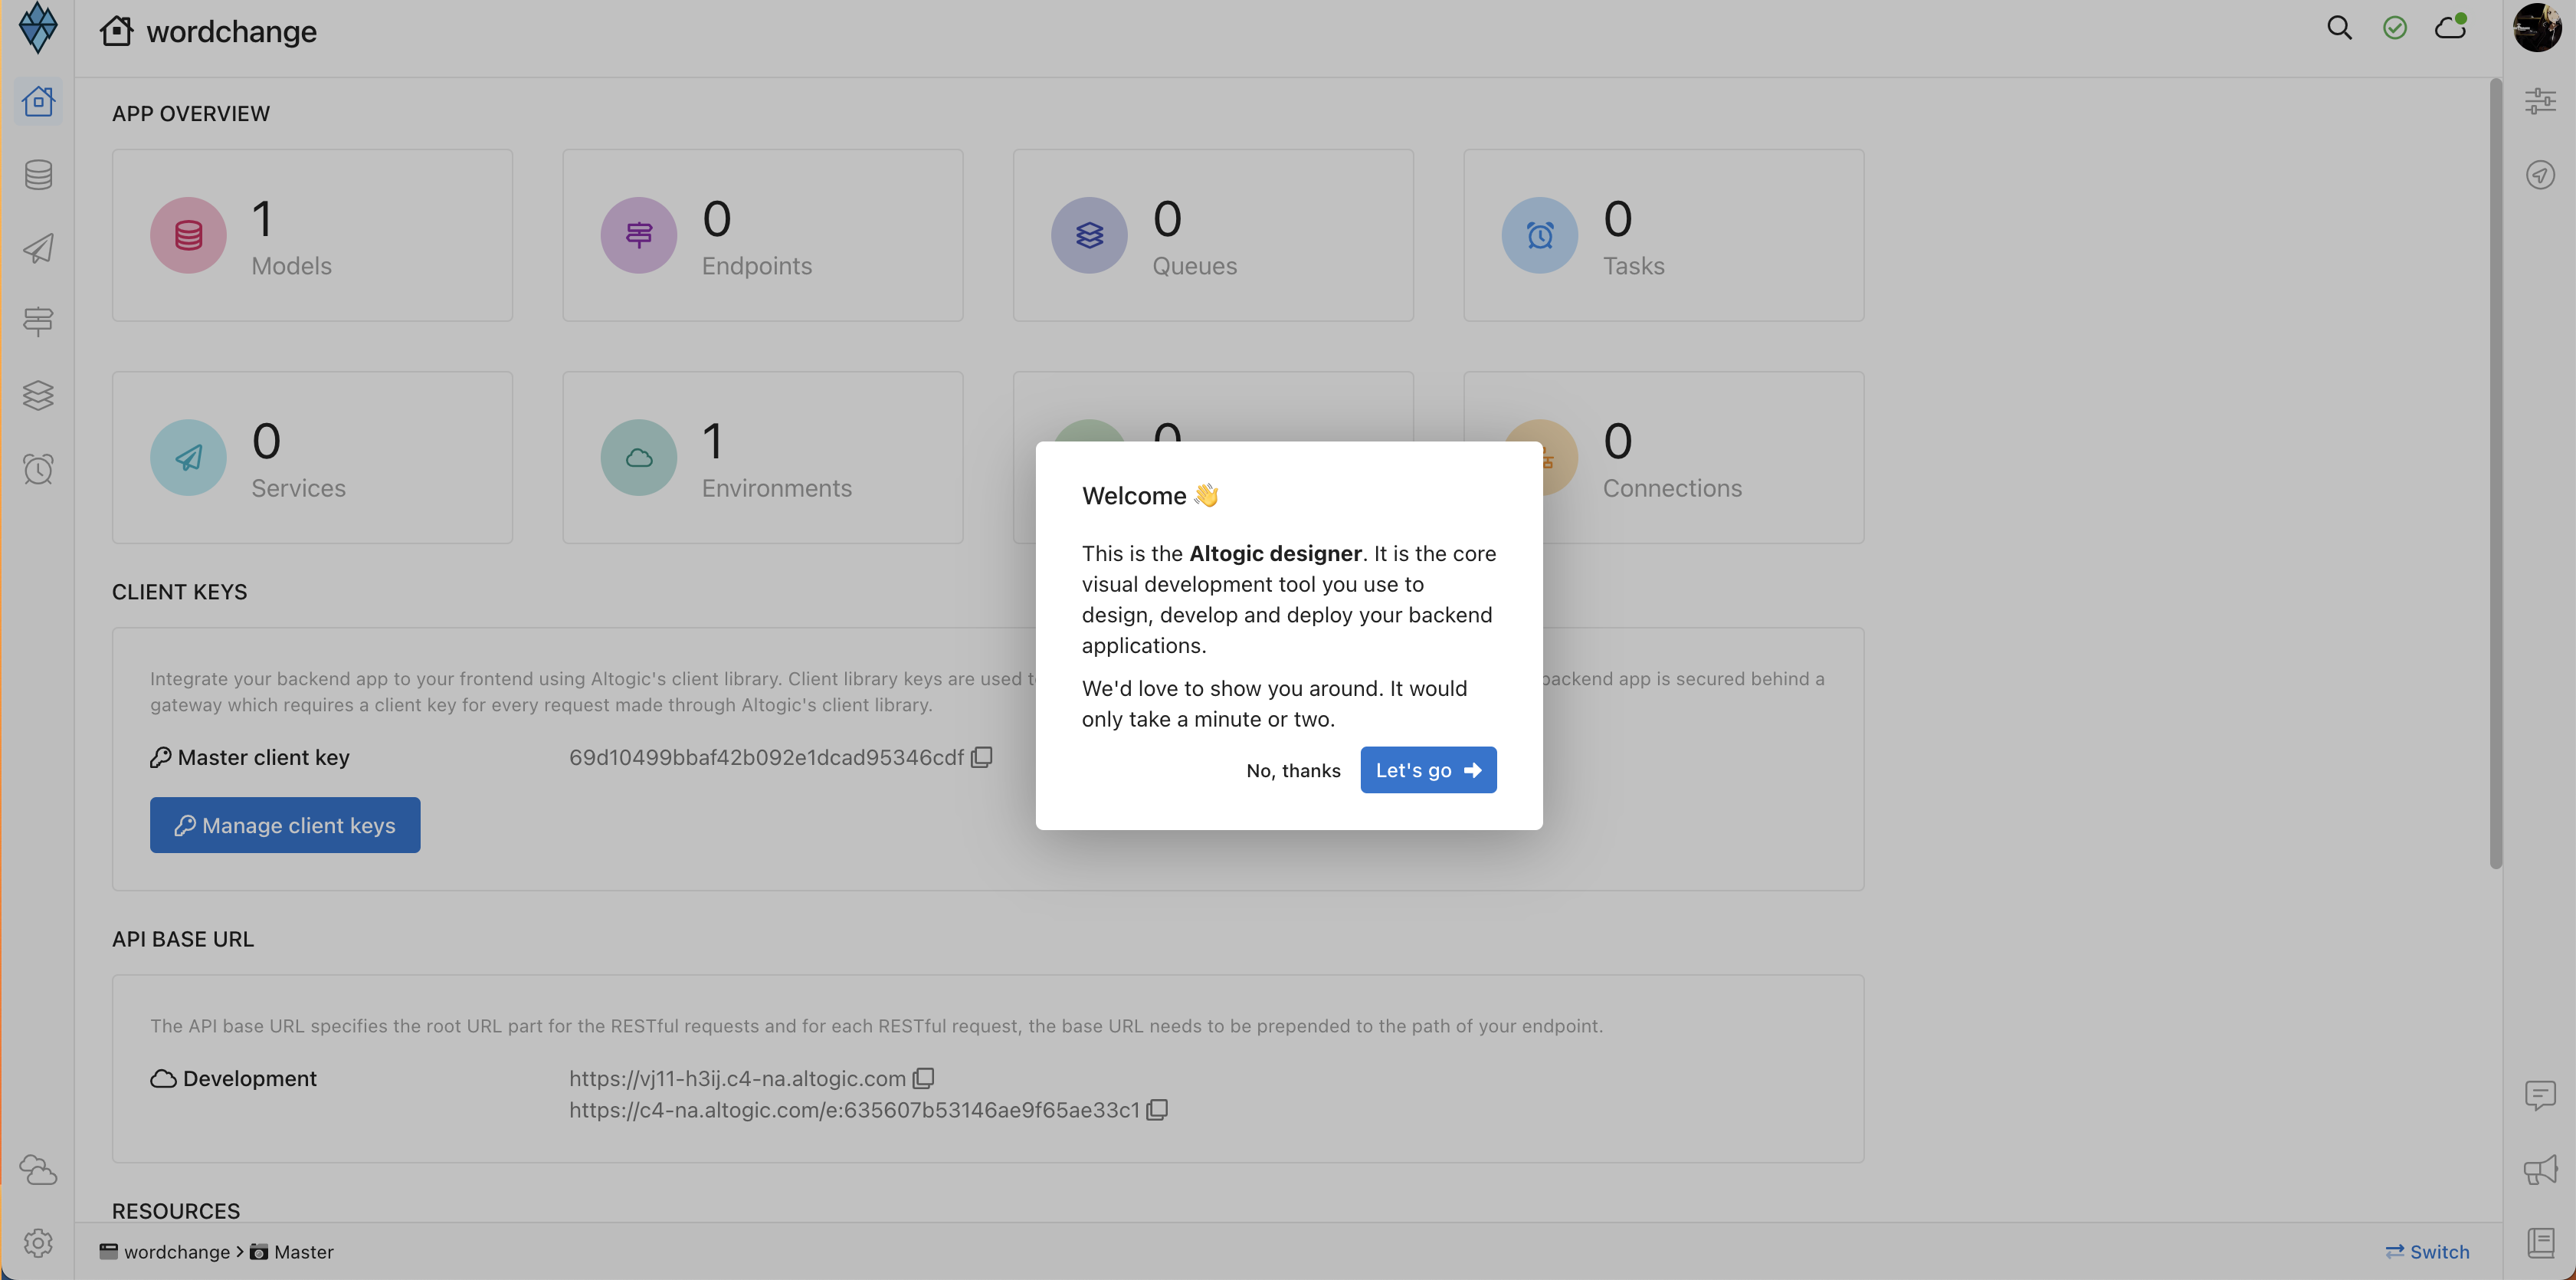 wordchange
APP OVERVIEW
1
Models
0
Endpoints
0
Queues
0
Tasks
0
Services
1
Environments
0
0
Connections
Welcome 👋
This is the Altogic designer. It is the core
visual development tool you use to
design, develop and deploy your backend
applications.
We'd love to show you around. It would
only take a minute or two.
No, thanks
Let's go
CLIENT KEYS
Integrate your backend app to your frontend using Altogic's client library. Client library keys are used backend app is secured behind a
gateway which requires a client key for every request made through Altogic's client library.
Master client key
69d10499bbaf42b092e1dcad95346cdf
Manage client keys
API BASE URL
The API base URL specifies the root URL part for the RESTful requests and for each RESTful request, the base URL needs to be prepended to the path of your endpoint.
Development
https://vj11-h3ij.c4-na.altogic.com
https://c4-na.altogic.com/e:635607b53146ae9f65ae33c1
RESOURCES
wordchange > Master
Switch